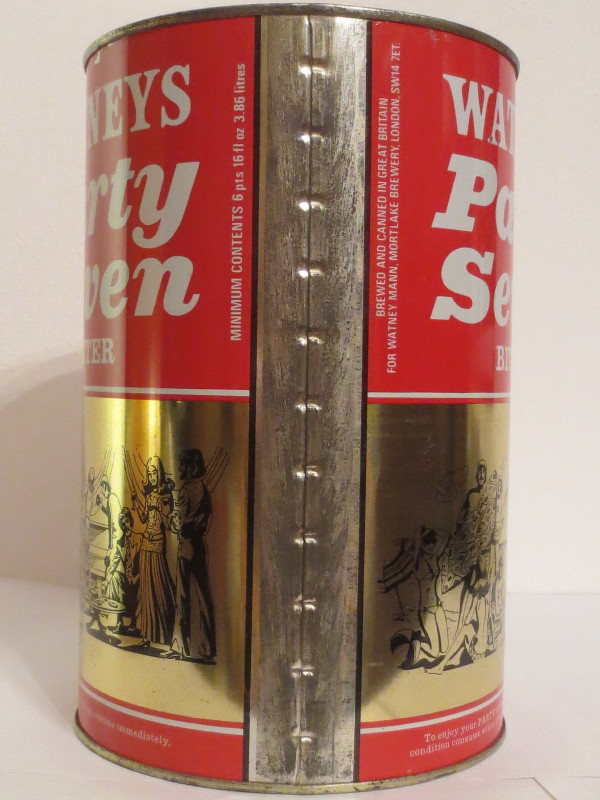 NEYS
rty
ven
TER
MINIMUM CONTENTS 6 pts 16 fl oz 3.86 litres
immediately,
BREWED AND CANNED IN GREAT BRITAIN
FOR WATNEY MANN, MORTLAKE BREWERY, LONDON, SW14 7ET.
WAT
Pa
Se
BI
To enjoy your PARTY
condition consume